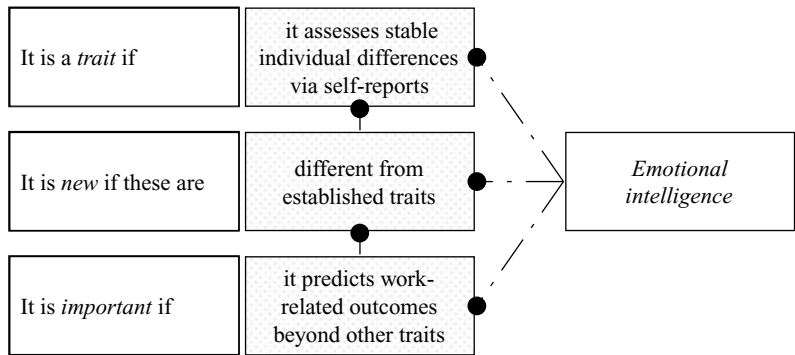 It is a trait if
it assesses stable
individual differences
via self-reports
It is new if these are
different from
established traits
Emotional
intelligence
It is important if
it predicts work-
related outcomes
beyond other traits